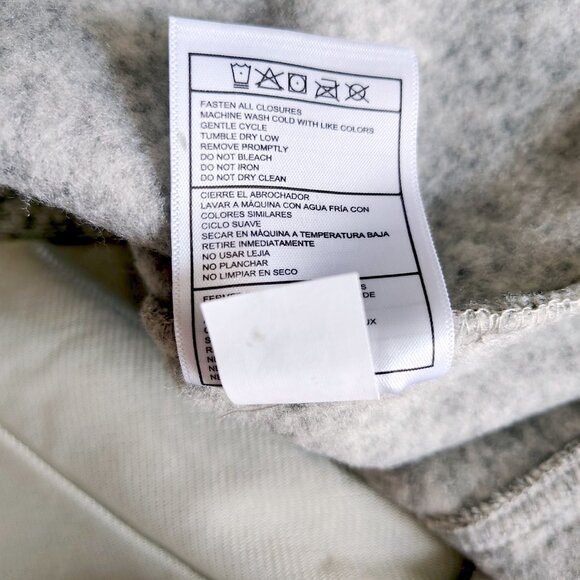 FASTEN ALL CLOSURES
MACHINE WASH COLD WITH LIKE COLORS
GENTLE CYCLE
TUMBLE DRY LOW
REMOVE PROMPTLY
DO NOT BLEACH
DO NOT IRON
DO NOT DRY CLEAN
CIERRE EL ABROCHADOR
LAVAR A MÁQUINA CON AGUA FRÍA CON
COLORES SIMILARES
CICLO SUAVE
SECAR EN MÁQUINA A TEMPERATURA BAJA
RETIRE INMEDIATAMENTE
NO USAR LEJIA
NO PLANCHAR
NO LIMPIAR EN SECO
DE